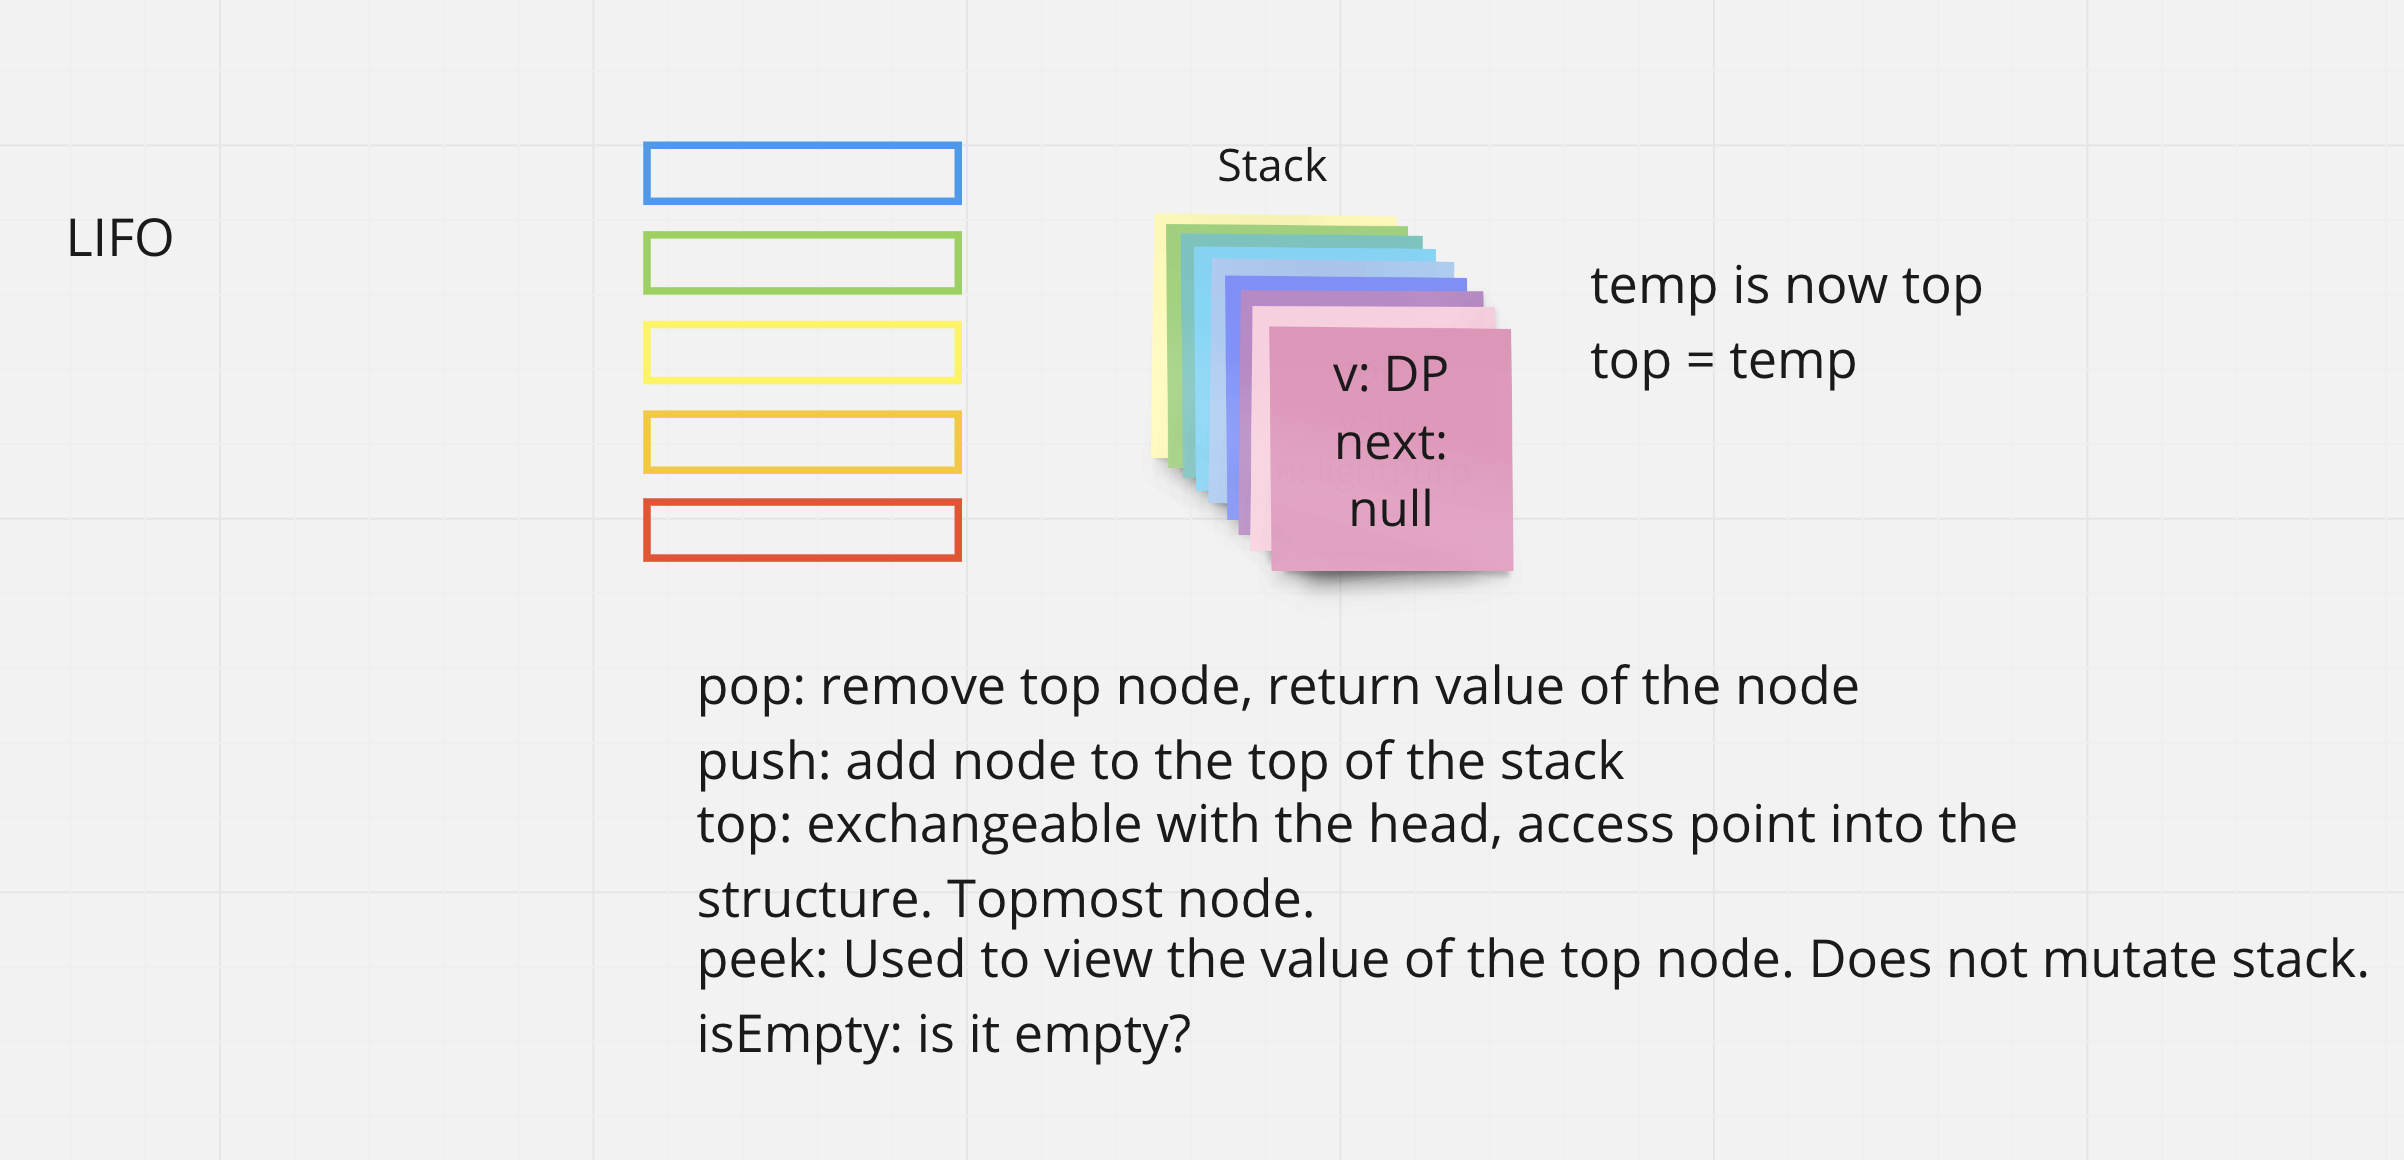 LIFO
Stack
v: DP
next:
null
temp is now top
top = temp
pop: remove top node, return value of the node
push: add node to the top of the stack
top: exchangeable with the head, access point into the
structure. Topmost node.
peek: Used to view the value of the top node. Does not mutate stack.
isEmpty: is it empty?